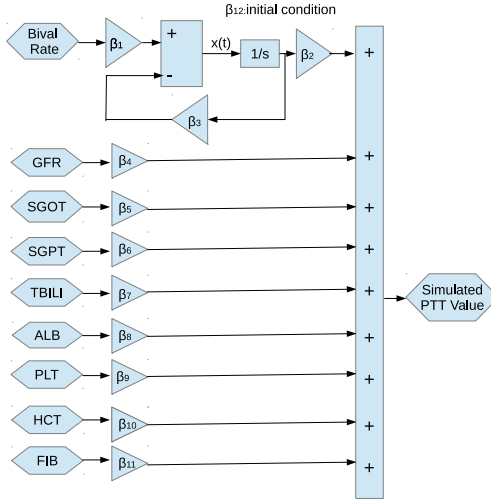 β12:initial condition
Bival
Rate
β1
+
-
x(t)
1/s
β2
+
β3
GFR
β4
+
SGOT
β5
+
SGPT
β6
+
TBILI
β7
+
Simulated
PTT Value
ALB
β8
+
PLT
β9
+
HCT
β10
+
FIB
β11
+